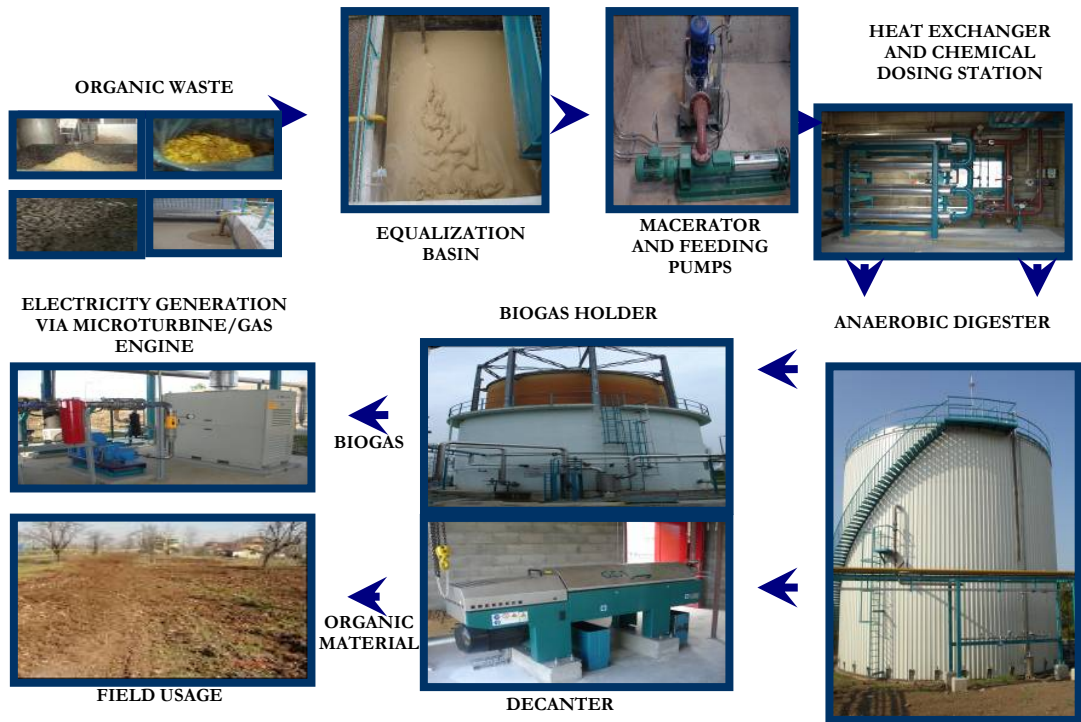 ORGANIC WASTE
EQUALIZATION
BASIN
MACERATOR
AND FEEDING
PUMPS
HEAT EXCHANGER
AND CHEMICAL
DOSING STATION
ELECTRICITY GENERATION
VIA MICROTURBINE/GAS
ENGINE
BIOGAS HOLDER
ANAEROBIC DIGESTER
BIOGAS
ORGANIC
MATERIAL
FIELD USAGE
DECANTER